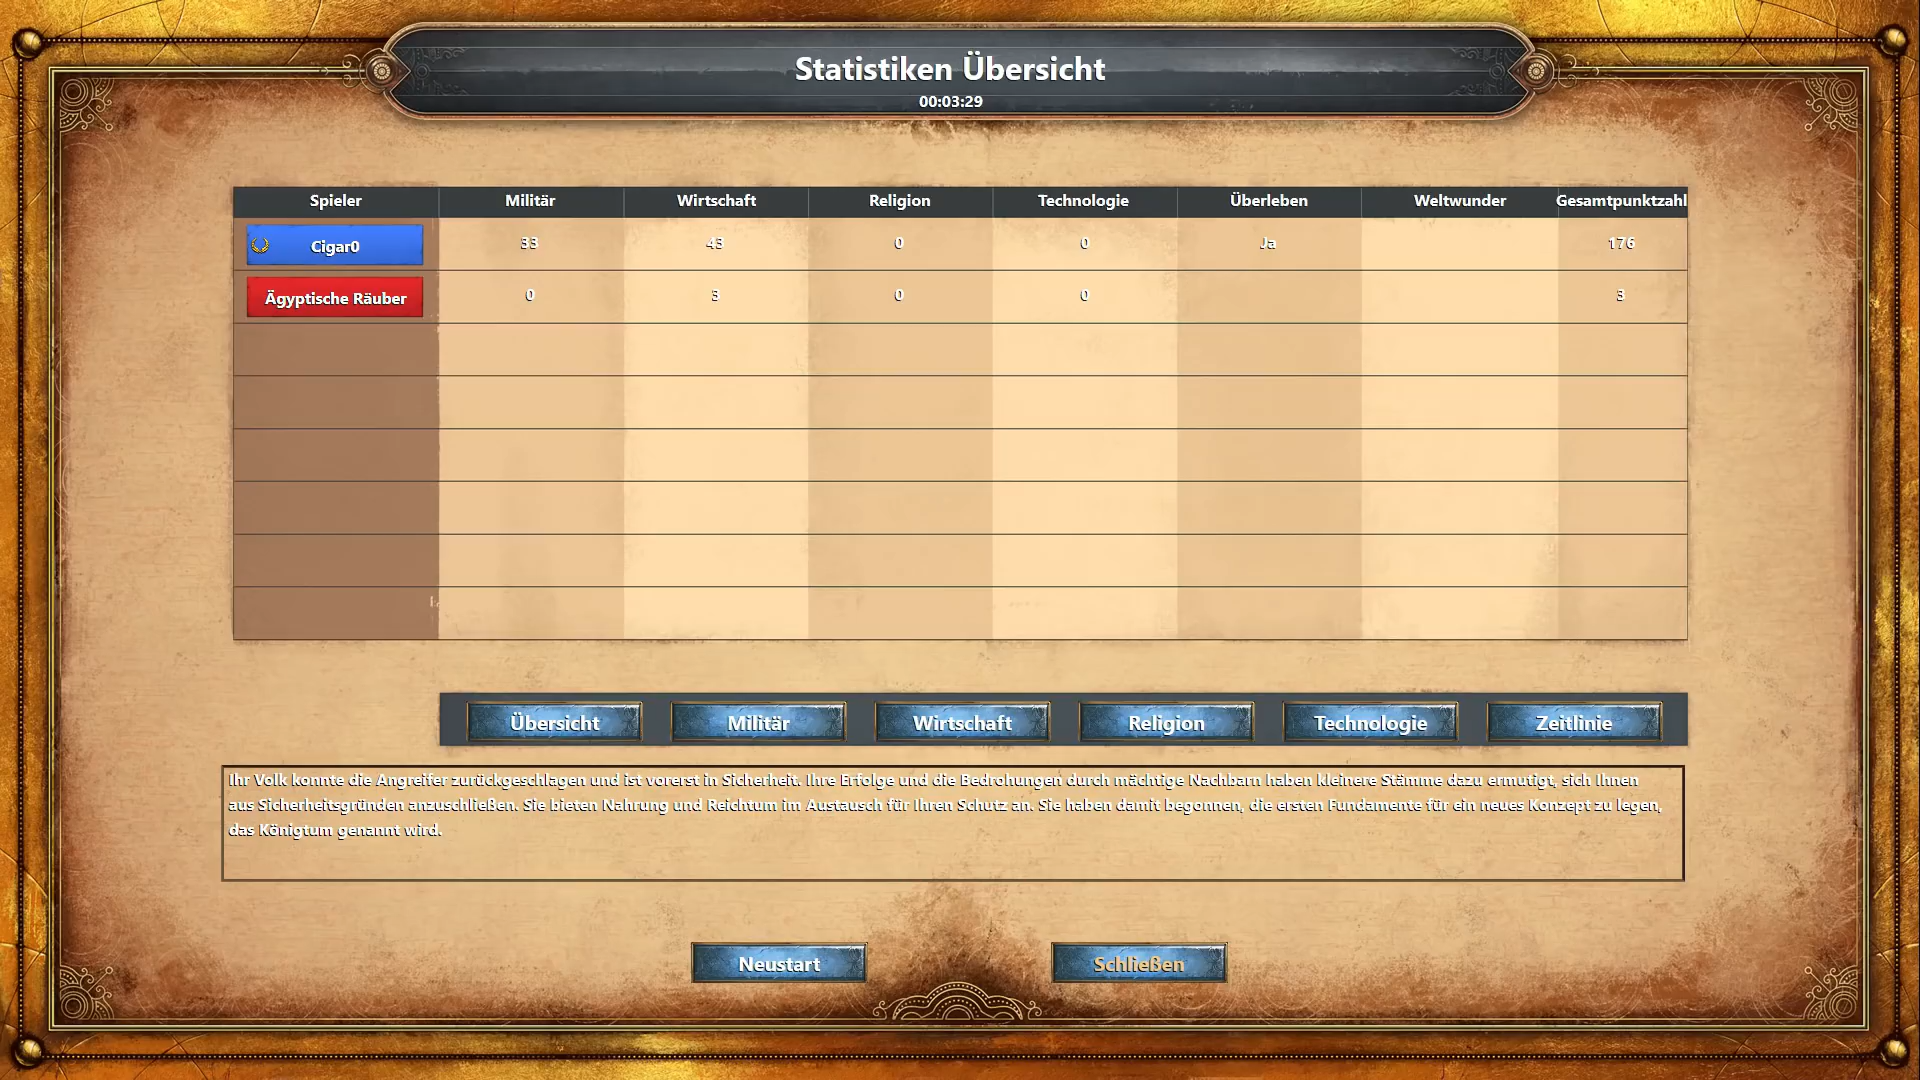 Statistiken Übersicht
00:03:29
Spieler Militär Wirtschaft Religion Technologie Überleben Weltwunder Gesamtpunktzahl
Cigar0 33 43 0 0 Ja 176
Ägyptische Räuber 0 3 0 0 3
Übersicht Militär Wirtschaft Religion Technologie Zeitlinie
Ihr Volk konnte die Angreifer zurückgeschlagen und ist vorerst in Sicherheit. Ihre Erfolge und die Bedrohungen durch mächtige Nachbarn haben kleinere Stämme dazu ermutigt, sich Ihnen
aus Sicherheitsgründen anzuschließen. Sie bieten Nahrung und Reichtum im Austausch für Ihren Schutz an. Sie haben damit begonnen, die ersten Fundamente für ein neues Konzept zu legen,
das Königtum genannt wird.
Neustart Schließen